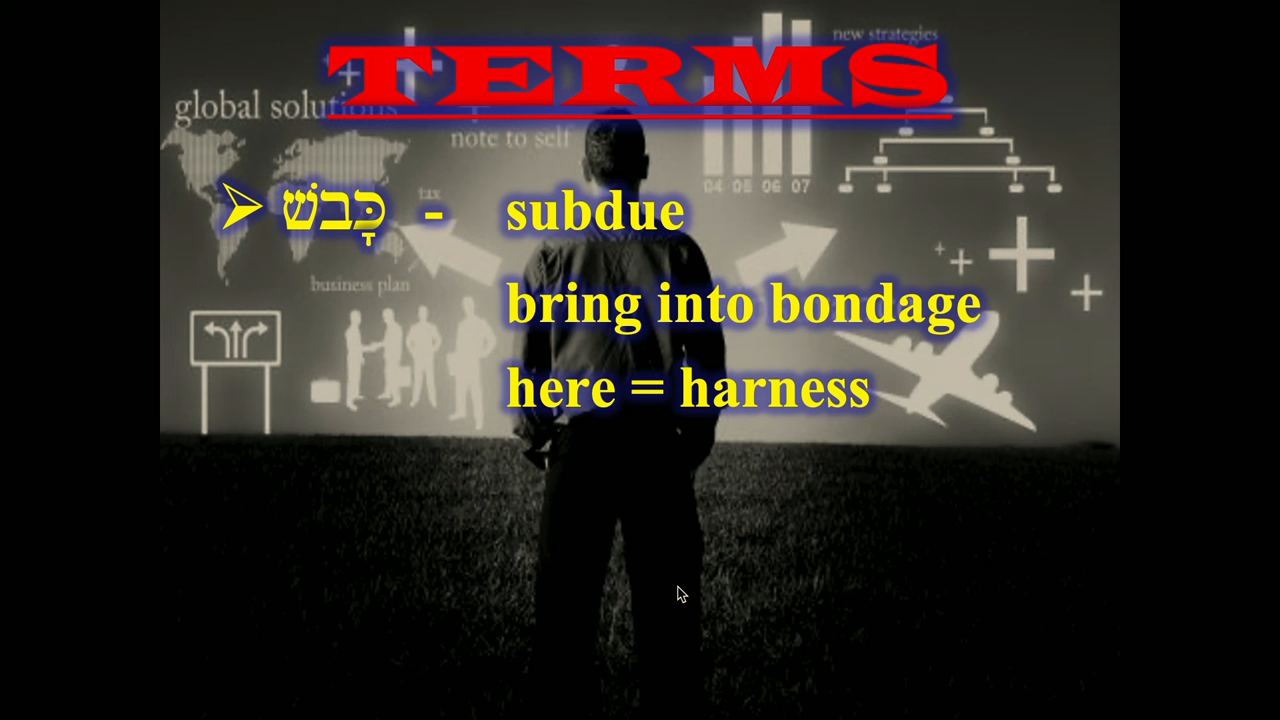 TERMS
new strategies
global solutions
note to self
04 05 06 07
tax
➢ כָּבשׁ - subdue
business plan
bring into bondage
here = harness